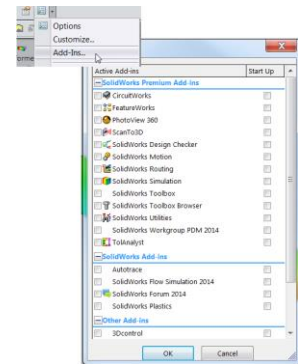 Options
Customize...
Add-Ins...
Active Add-ins Start Up
SolidWorks Premium Add-ins
CircuitWorks
FeatureWorks
PhotoView 360
ScanTo3D
SolidWorks Design Checker
SolidWorks Motion
SolidWorks Routing
SolidWorks Simulation
SolidWorks Toolbox
SolidWorks Toolbox Browser
SolidWorks Utilities
SolidWorks Workgroup PDM 2014
TolAnalyst
SolidWorks Add-ins
Autotrace
SolidWorks Flow Simulation 2014
SolidWorks Forum 2014
SolidWorks Plastics
Other Add-ins
3Dcontrol
OK Cancel